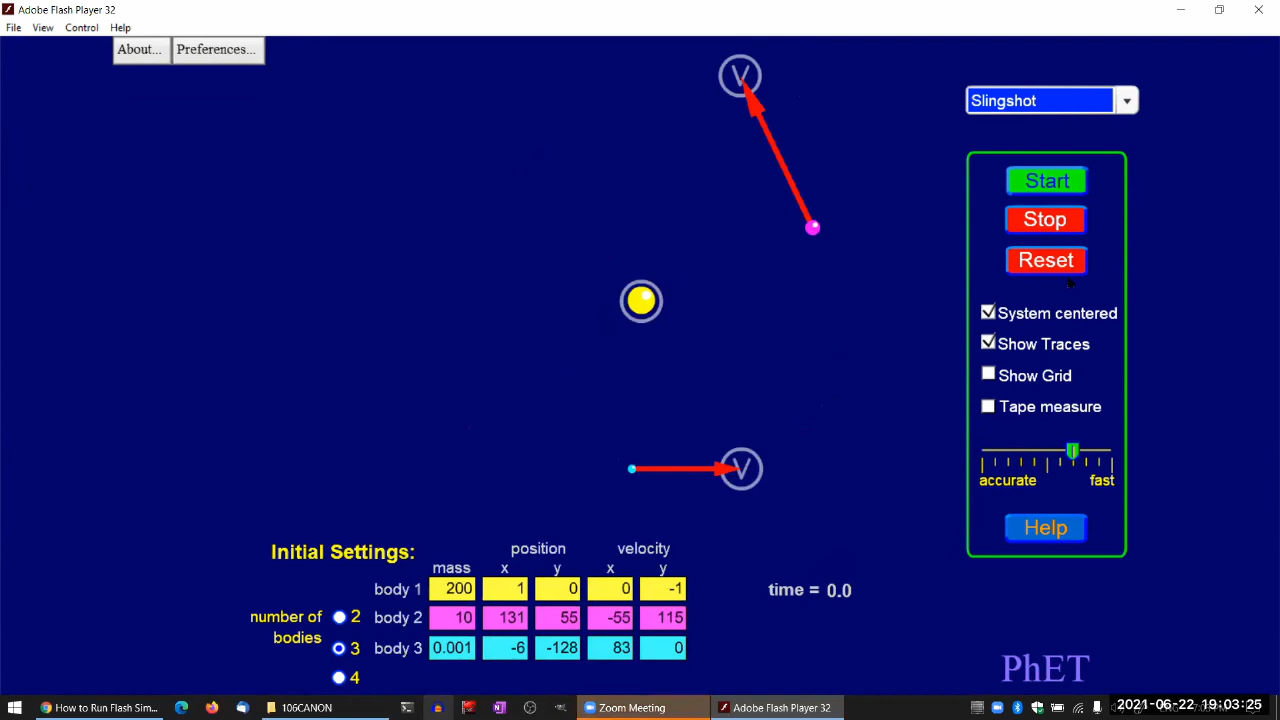 Adobe Flash Player 32
File View Control Help
About... Preferences...
V
Slingshot
Start
Stop
Reset
System centered
Show Traces
Show Grid
Tape measure
accurate fast
Help
V
Initial Settings: position velocity
mass x y x y
body 1 200 1 0 0 -1
number of bodies 2 body 2 10 131 55 -55 115
3 body 3 0.001 -6 -128 83 0
4
time = 0.0
PhET
How to Run Flash Sim... 106CANON Zoom Meeting Adobe Flash Player 32 2021-06-22 19:03:25